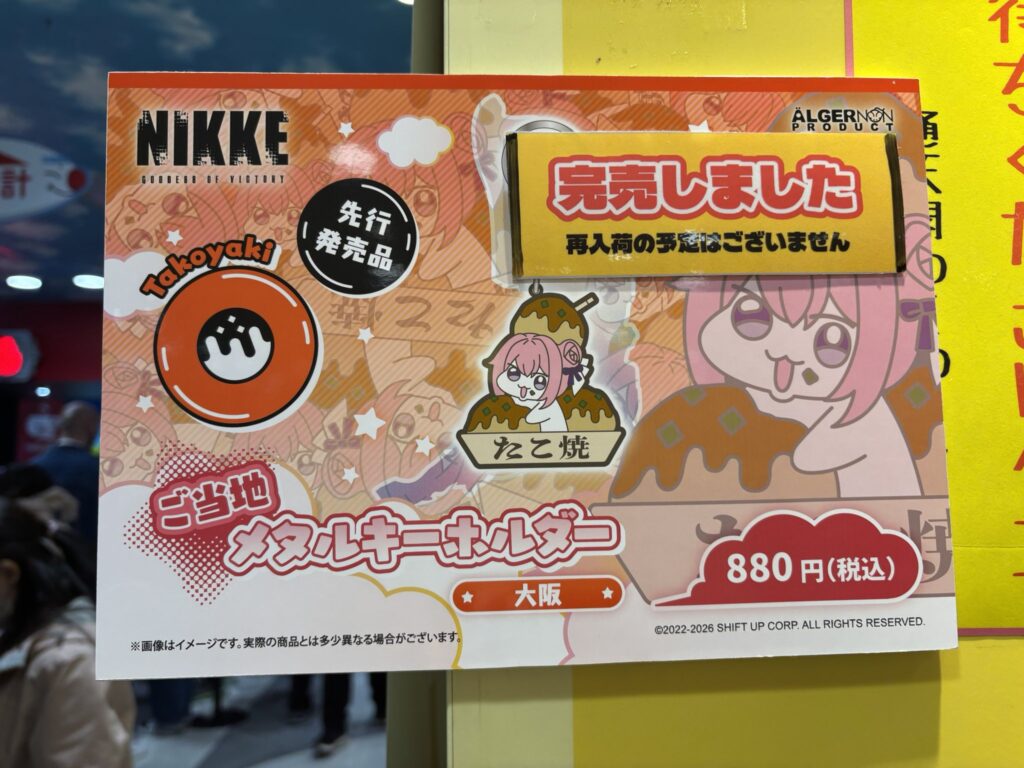 NIKKE
GODDESS OF VICTORY
ÄLGERNON
PRODUCT
完売しました
再入荷の予定はございません
先行
発売品
Takoyaki
たこ焼
ご当地
メタルキーホルダー
大阪
880円(税込)
※画像はイメージです。実際の商品とは多少異なる場合がございます。
©2022-2026 SHIFT UP CORP. ALL RIGHTS RESERVED.